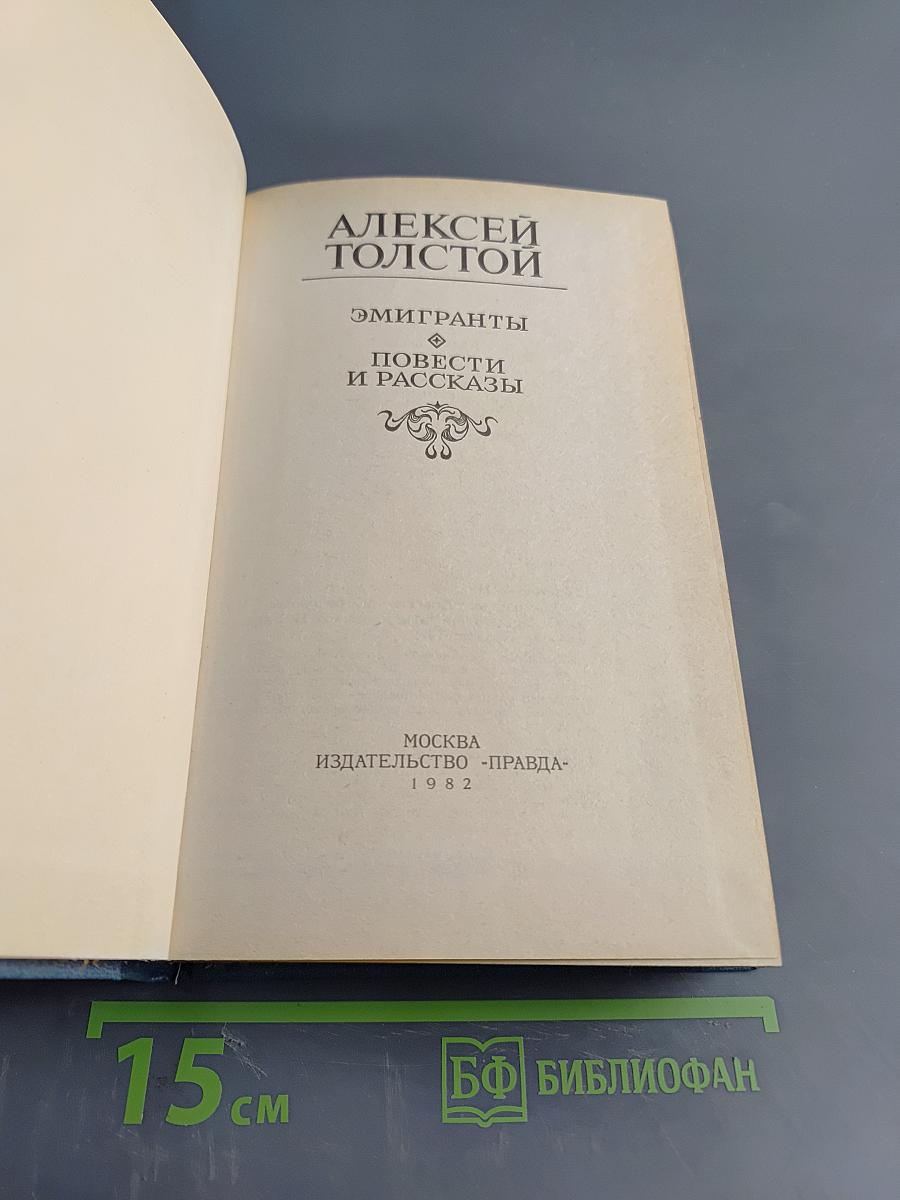 АЛЕКСЕЙ
ТОЛСТОЙ
ЭМИГРАНТЫ
ПОВЕСТИ
И РАССКАЗЫ
МОСКВА
ИЗДАТЕЛЬСТВО «ПРАВДА»
1982
15 см
БФ БИБЛИОФАН